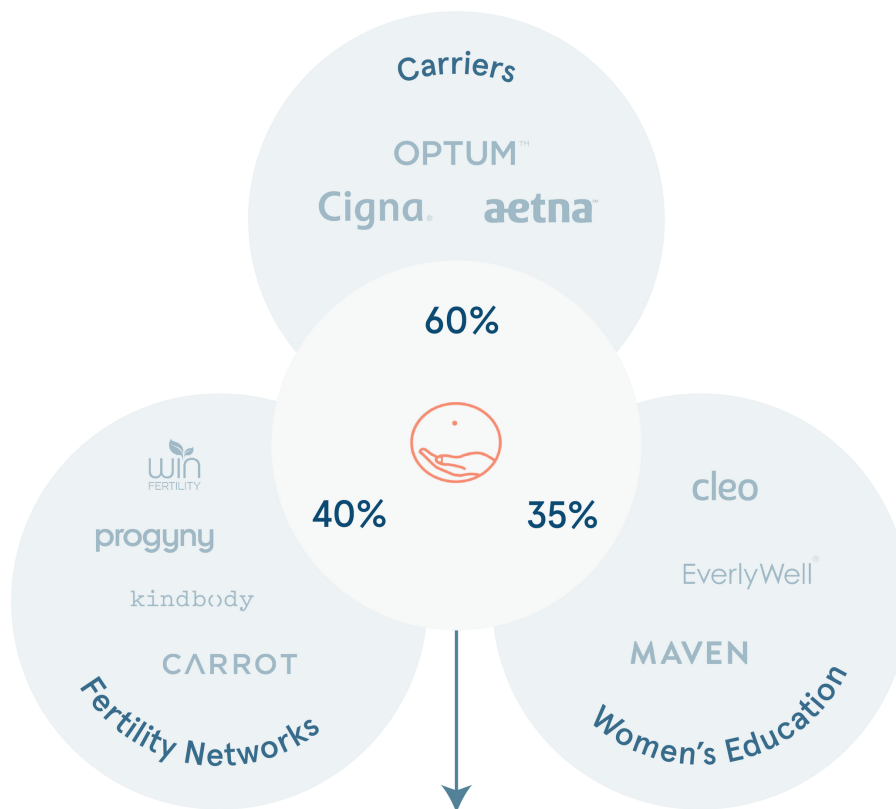 Carriers
OPTUM™
Cigna® aetna™
60%
40%
35%
WIN
FERTILITY
progyny
kindbody
CARROT
Fertility Networks
cleo
EverlyWell®
MAVEN
Women's Education